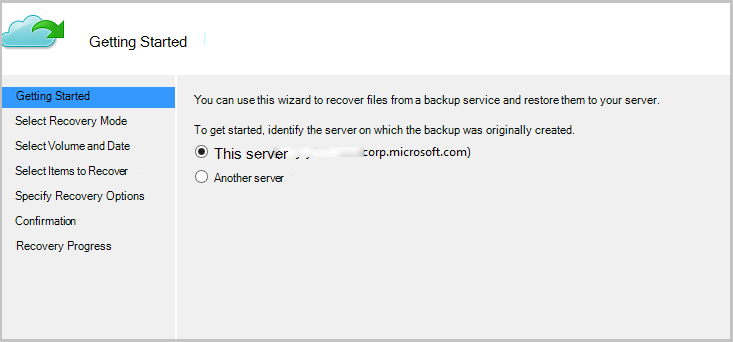 Getting Started
Getting Started
Select Recovery Mode
Select Volume and Date
Select Items to Recover
Specify Recovery Options
Confirmation
Recovery Progress
You can use this wizard to recover files from a backup service and restore them to your server.
To get started, identify the server on which the backup was originally created.
This server corp.microsoft.com)
Another server